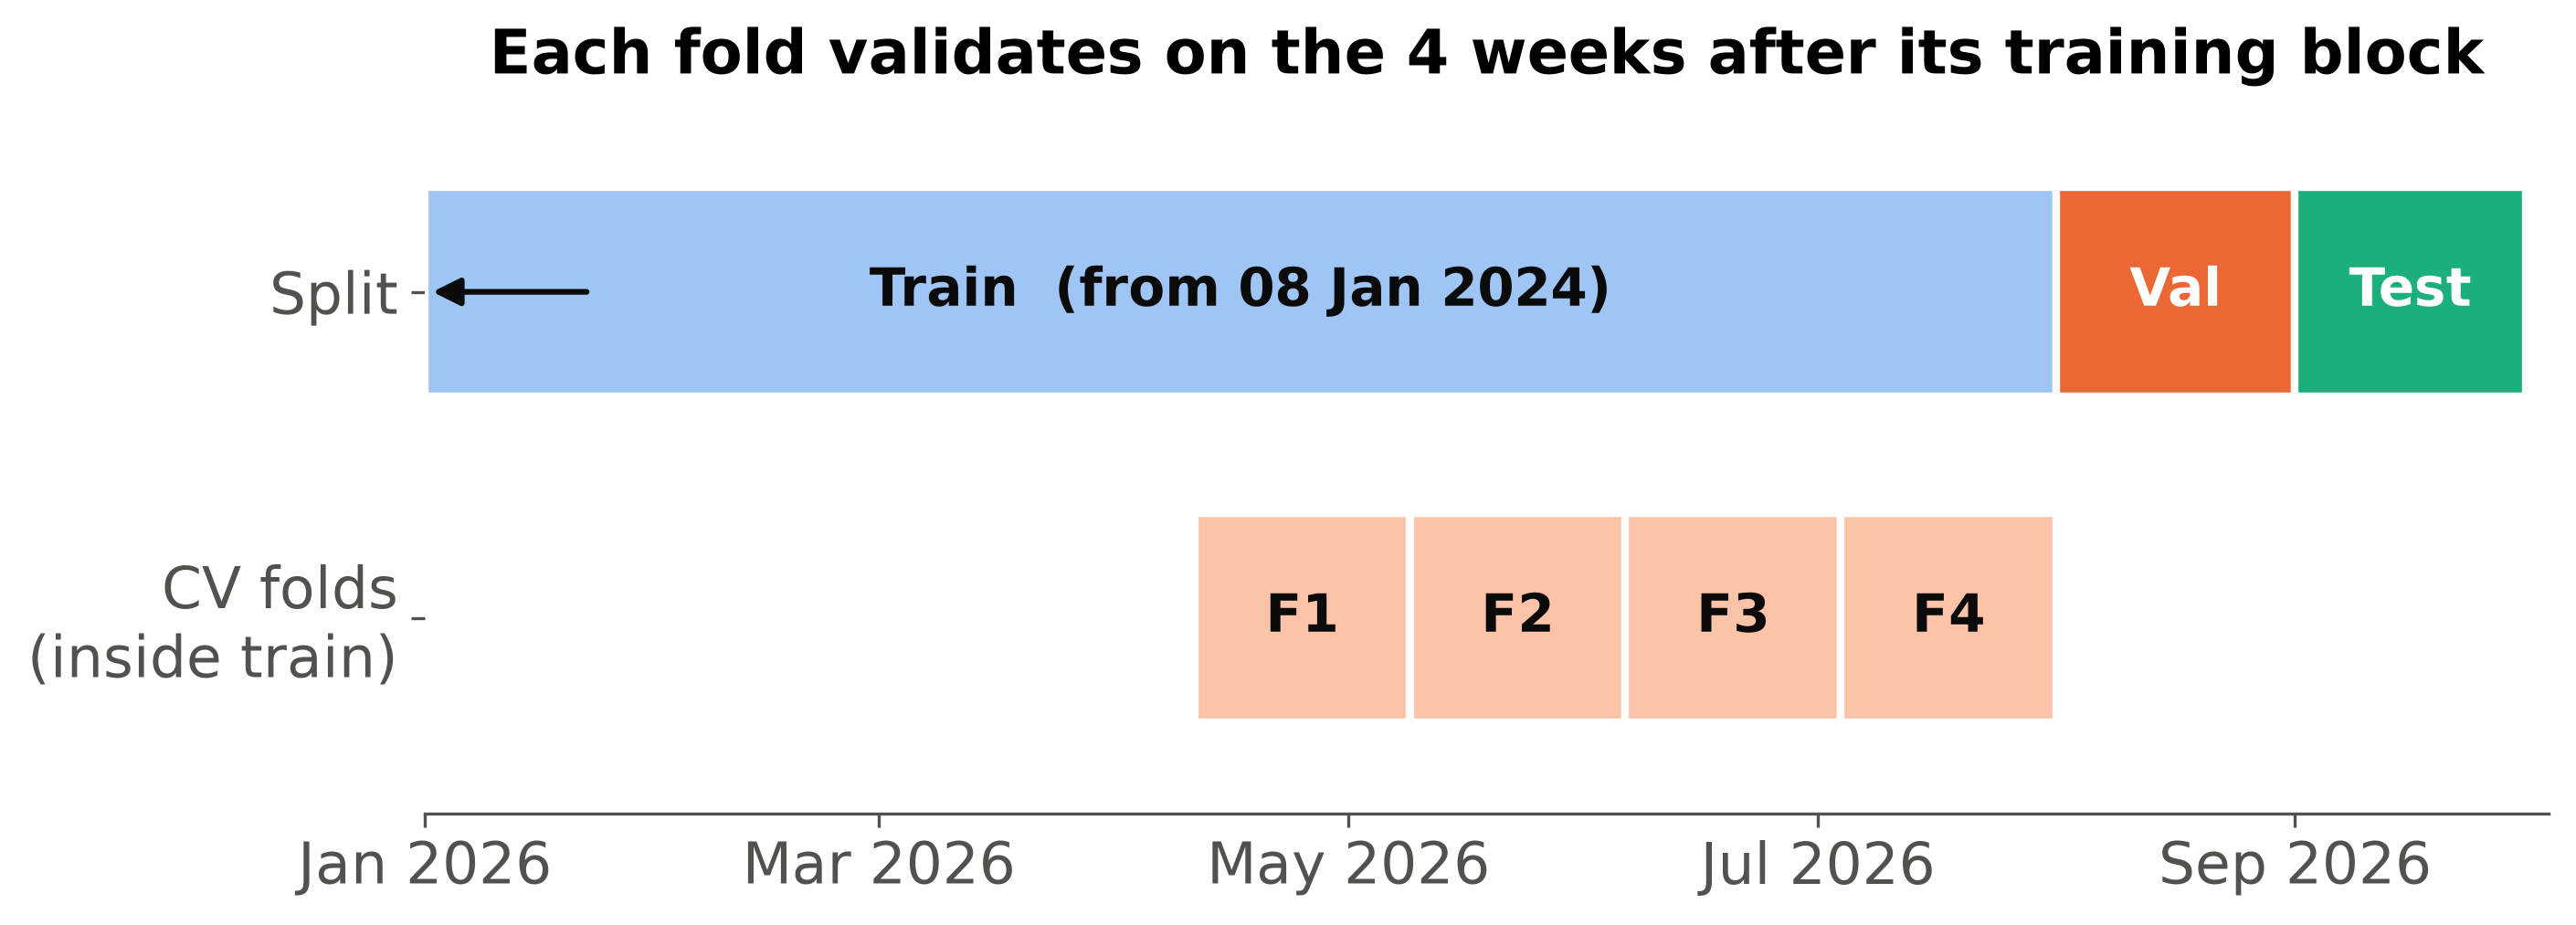 Each fold validates on the 4 weeks after its training block
Split
Train (from 08 Jan 2024)
Val
Test
CV folds
(inside train)
F1
F2
F3
F4
Jan 2026
Mar 2026
May 2026
Jul 2026
Sep 2026